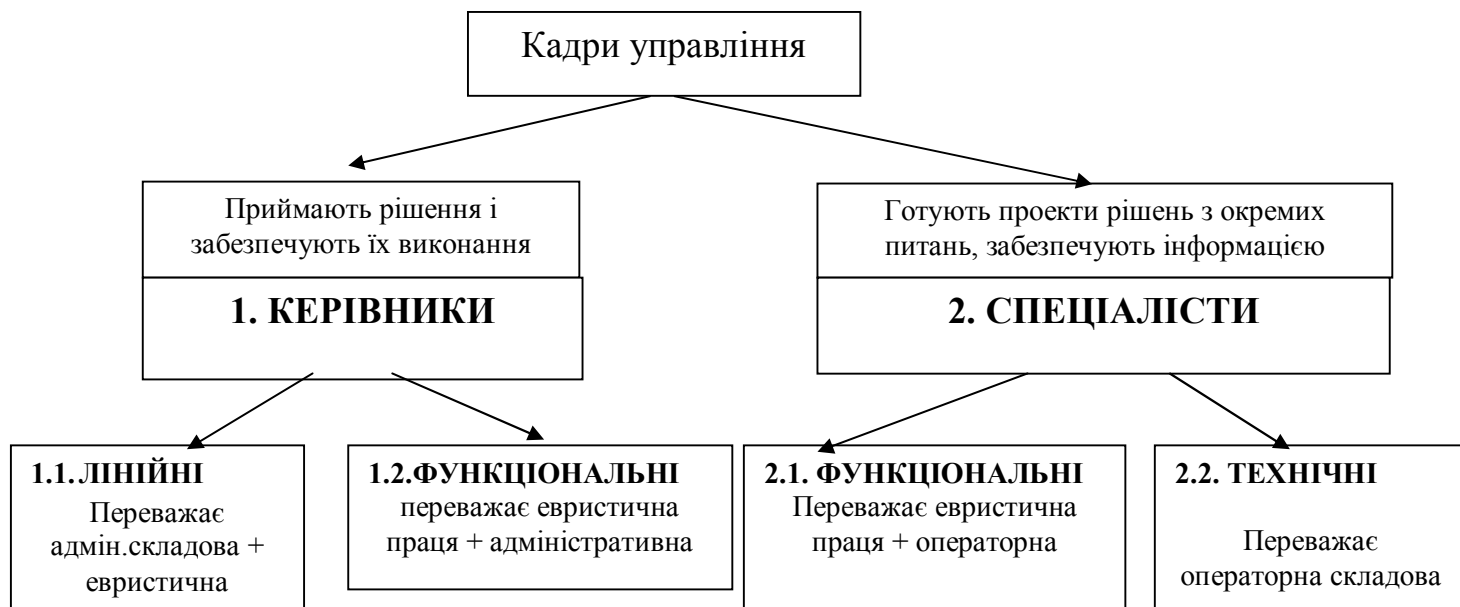 Кадри управління
Приймають рішення і
забезпечують їх виконання
1. КЕРІВНИКИ
Готують проекти рішень з окремих
питань, забезпечують інформацією
2. СПЕЦІАЛІСТИ
1.1. ЛІНІЙНІ
Переважає
адмін.складова +
евристична
1.2.ФУНКЦІОНАЛЬНІ
переважає евристична
праця + адміністративна
2.1. ФУНКЦІОНАЛЬНІ
Переважає евристична
праця + операторна
2.2. ТЕХНІЧНІ
Переважає
операторна складова